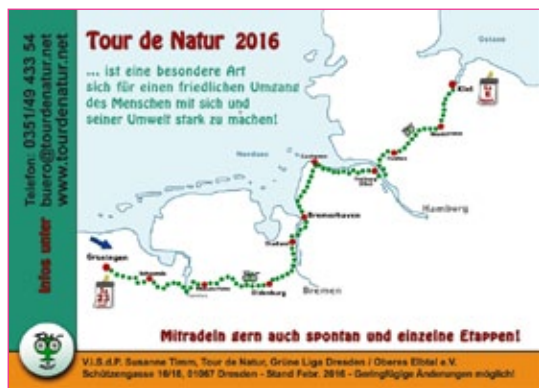 Telefon: 0351/49 433 54
buero@tourdenatur.net
www.tourdenatur.net
Infos unter
Tour de Natur 2016
... ist eine besondere Art
sich für einen friedlichen Umgang
des Menschen mit sich und
seiner Umwelt stark zu machen!
Ostsee
Kiel
Nordsee
Hamburg
Bremerhaven
Groningen
23
Oldenburg
Bremen
Mitradeln gern auch spontan und einzelne Etappen!
V.i.S.d.P. Susanne Timm, Tour de Natur, Grüne Liga Dresden / Oberes Elbtal e.V.
Schützengasse 16/18, 01067 Dresden - Stand Febr. 2016 - Geringfügige Änderungen möglich!